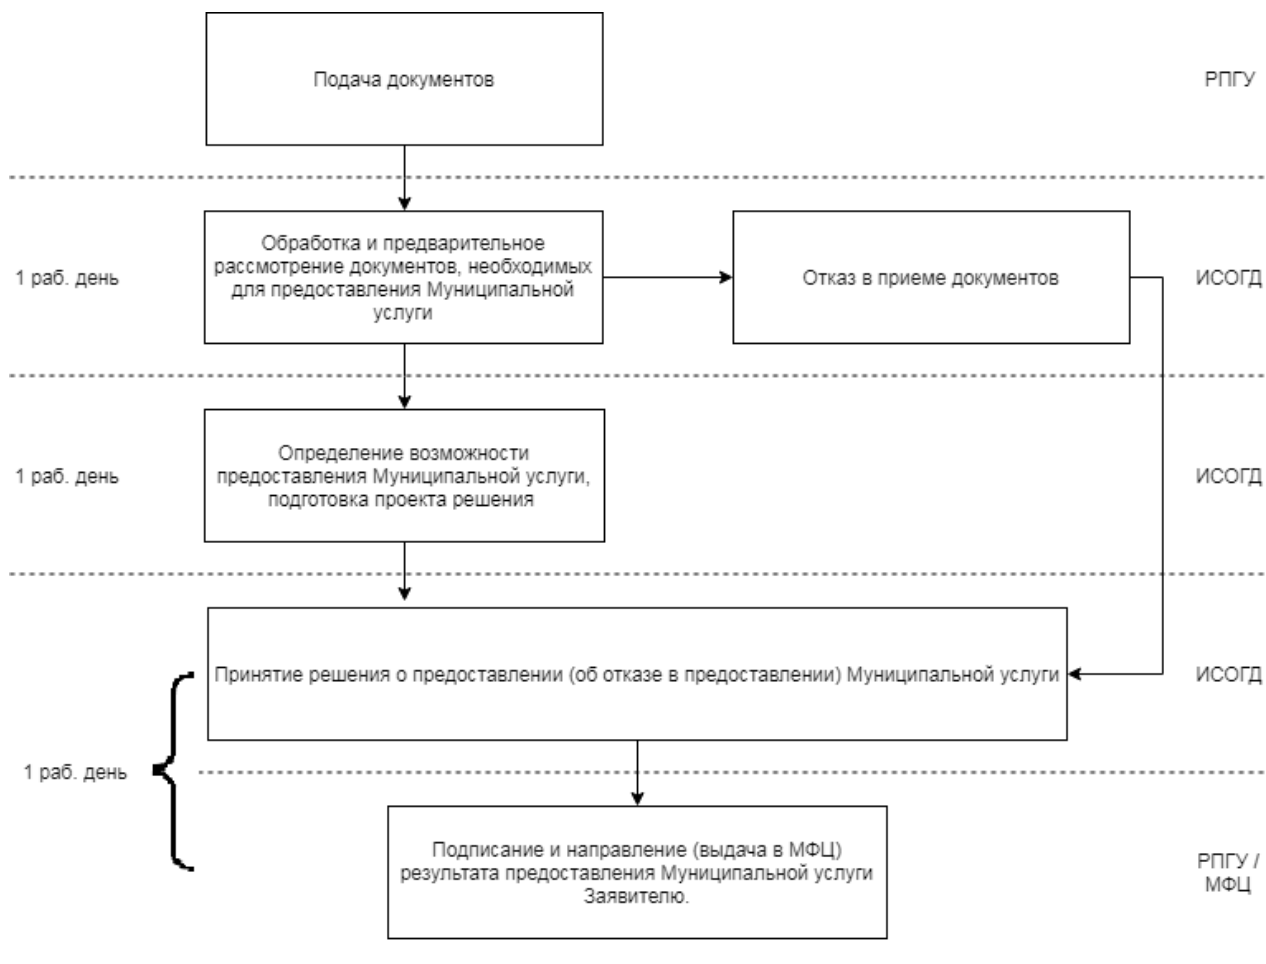 Подача документов
РПГУ
1 раб. день
Обработка и предварительное
рассмотрение документов, необходимых
для предоставления Муниципальной
услуги
Отказ в приеме документов
ИСОГД
1 раб. день
Определение возможности
предоставления Муниципальной услуги,
подготовка проекта решения
ИСОГД
Принятие решения о предоставлении (об отказе в предоставлении) Муниципальной услуги
ИСОГД
1 раб. день
Подписание и направление (выдача в МФЦ)
результата предоставления Муниципальной услуги
Заявителю.
РПГУ /
МФЦ